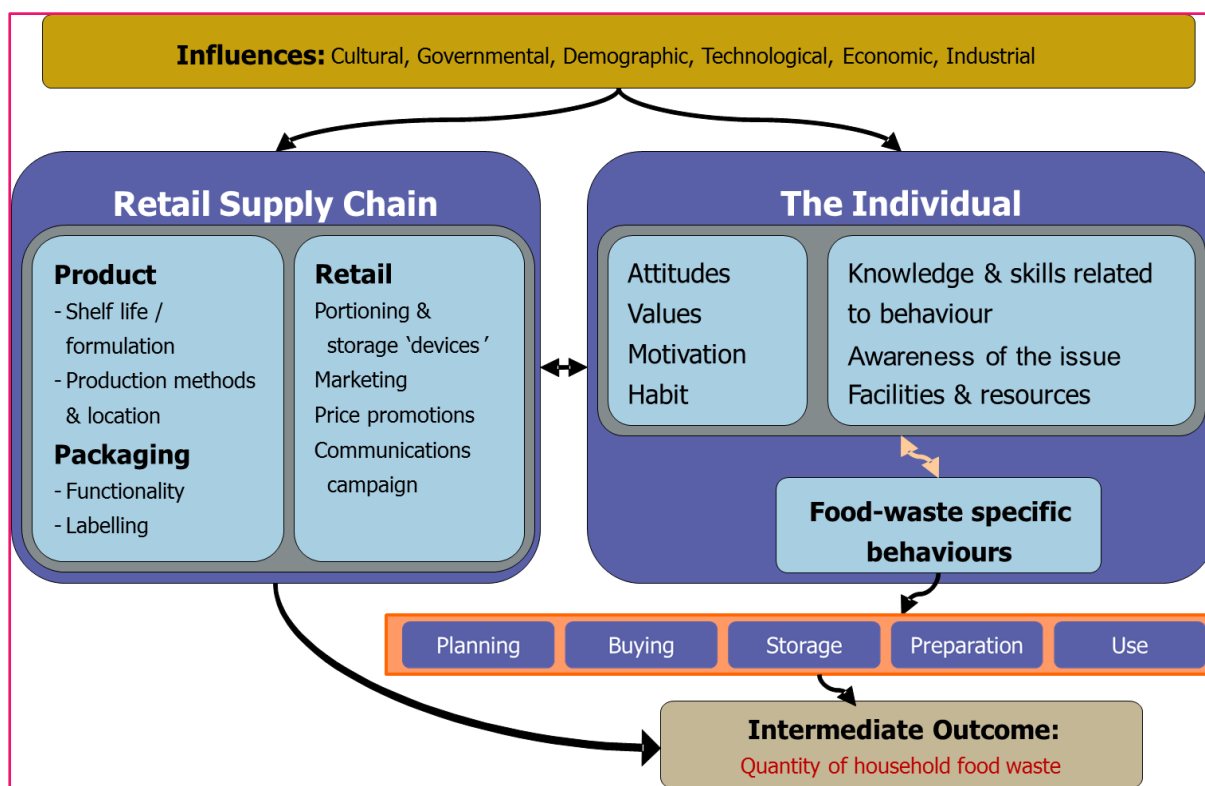 Influences: Cultural, Governmental, Demographic, Technological, Economic, Industrial
Retail Supply Chain
Product
- Shelf life /
formulation
- Production methods
& location
Packaging
- Functionality
- Labelling
Retail
Portioning &
storage ‘devices’
Marketing
Price promotions
Communications
campaign
The Individual
Attitudes
Values
Motivation
Habit
Knowledge & skills related
to behaviour
Awareness of the issue
Facilities & resources
Food-waste specific
behaviours
Planning
Buying
Storage
Preparation
Use
Intermediate Outcome:
Quantity of household food waste